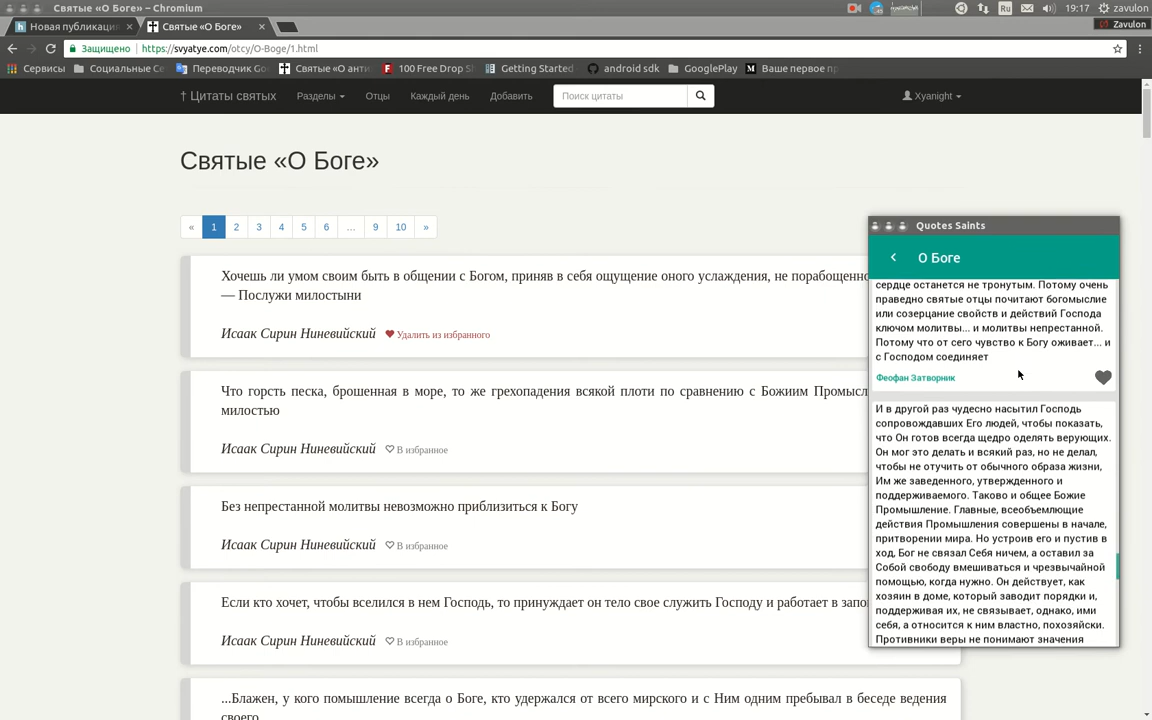 Святые «О Боге» – Chromium
Ru
19:17
zavulon
Новая публикаци
Святые «О Боге»
Zavulon
Защищено
https://svyatye.com/otcy/O-Boge/1.html
Сервисы
Социальные Се
Переводчик Goo
Святые «О анти
100 Free Drop S
Getting Started
android sdk
GooglePlay
Ваше первое пр
† Цитаты святых
Разделы
Отцы
Каждый день
Добавить
Поиск цитаты
Xyanight
Святые «О Боге»
« 1 2 3 4 5 6 … 9 10 »
Хочешь ли умом своим быть в общении с Богом, приняв в себя ощущение оного услаждения, не порабощенно
— Послужи милостыни
Исаак Сирин Ниневийский
Удалить из избранного
Что горсть песка, брошенная в море, то же грехопадения всякой плоти по сравнению с Божиим Промысл
милостью
Исаак Сирин Ниневийский
В избранное
Без непрестанной молитвы невозможно приблизиться к Богу
Исаак Сирин Ниневийский
В избранное
Если кто хочет, чтобы вселился в нем Господь, то принуждает он тело свое служить Господу и работает в запо
Исаак Сирин Ниневийский
В избранное
...Блажен, у кого помышление всегда о Боге, кто удержался от всего мирского и с Ним одним пребывал в беседе ведения
своего
Quotes Saints
О Боге
сердце останется не тронутым. Потому очень
праведно святые отцы почитают богомыслие
или созерцание свойств и действий Господа
ключом молитвы... и молитвы непрестанной.
Потому что от сего чувство к Богу оживает... и
с Господом соединяет
Феофан Затворник
И в другой раз чудесно насытил Господь
сопровождавших Его людей, чтобы показать,
что Он готов всегда щедро оделять верующих.
Он мог это делать и всякий раз, но не делал,
чтобы не отучить от обычного образа жизни,
Им же заведенного, утвержденного и
поддерживаемого. Таково и общее Божие
Промышление. Главные, всеобъемлющие
действия Промышления совершены в начале,
притворении мира. Но устроив его и пустив в
ход, Бог не связал Себя ничем, а оставил за
Собой свободу вмешиваться и чрезвычайной
помощью, когда нужно. Он действует, как
хозяин в доме, который заводит порядки и,
поддерживая их, не связывает, однако, ими
себя, а относится к ним властно, похозяйски.
Противники веры не понимают значения